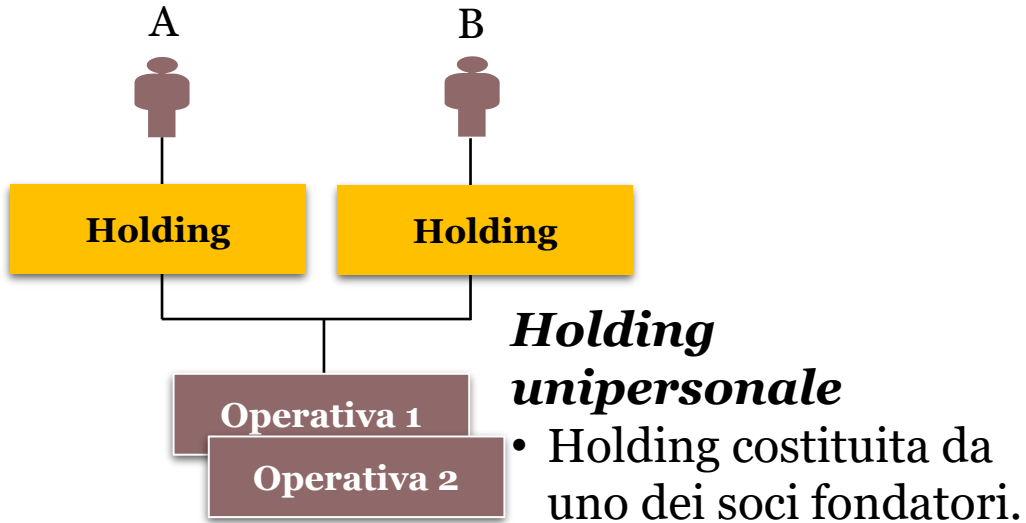 A
B
Holding
Holding
Operativa 1
Operativa 2
Holding
unipersonale
• Holding costituita da
uno dei soci fondatori.